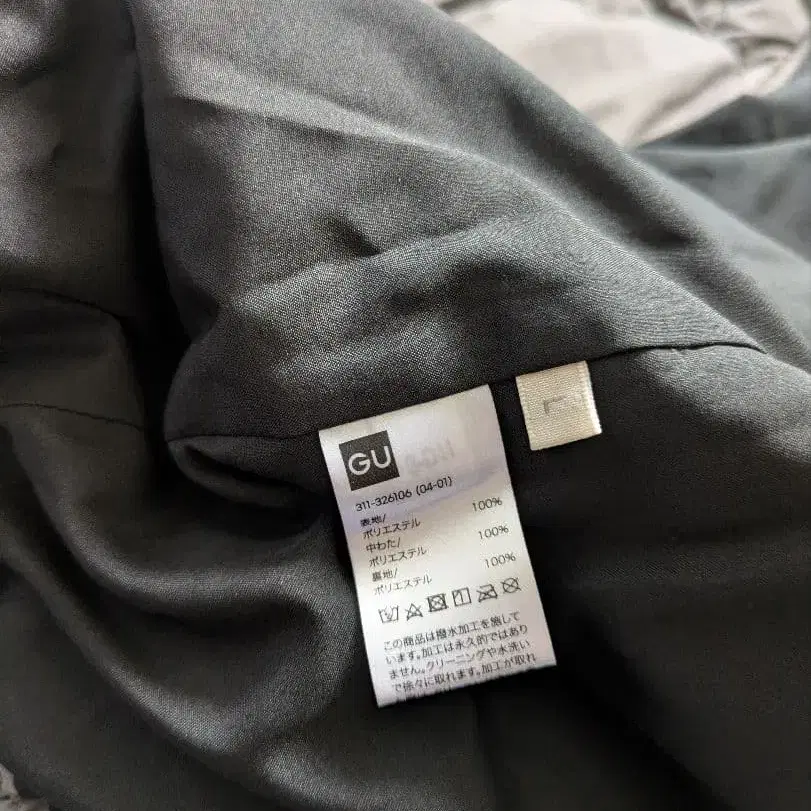 GU
311-326106 (04-01)
表地/
ポリエステル 100%
中わた/
ポリエステル 100%
裏地/
ポリエステル 100%
この商品は撥水加工を施して
います。加工は永久的ではあり
ません。クリーニングや水洗い
で徐々に取れます。加工が取れ
L